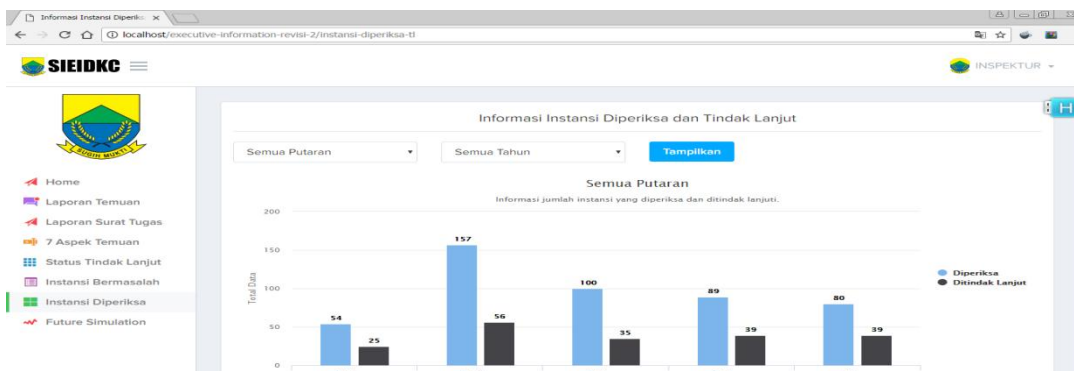 Informasi Instansi Diperiks
localhost/executive-information-revisi-2/instansi-diperiksa-tl
SIEIDKC
INSPEKTUR
SUGIH MUKTI
Home
Laporan Temuan
Laporan Surat Tugas
7 Aspek Temuan
Status Tindak Lanjut
Instansi Bermasalah
Instansi Diperiksa
Future Simulation
Informasi Instansi Diperiksa dan Tindak Lanjut
Semua Putaran
Semua Tahun
Tampilkan
Semua Putaran
Informasi jumlah instansi yang diperiksa dan ditindak lanjuti.
Total Data
200
150
100
50
0
54
25
157
56
100
35
89
39
80
39
Diperiksa
Ditindak Lanjut
H